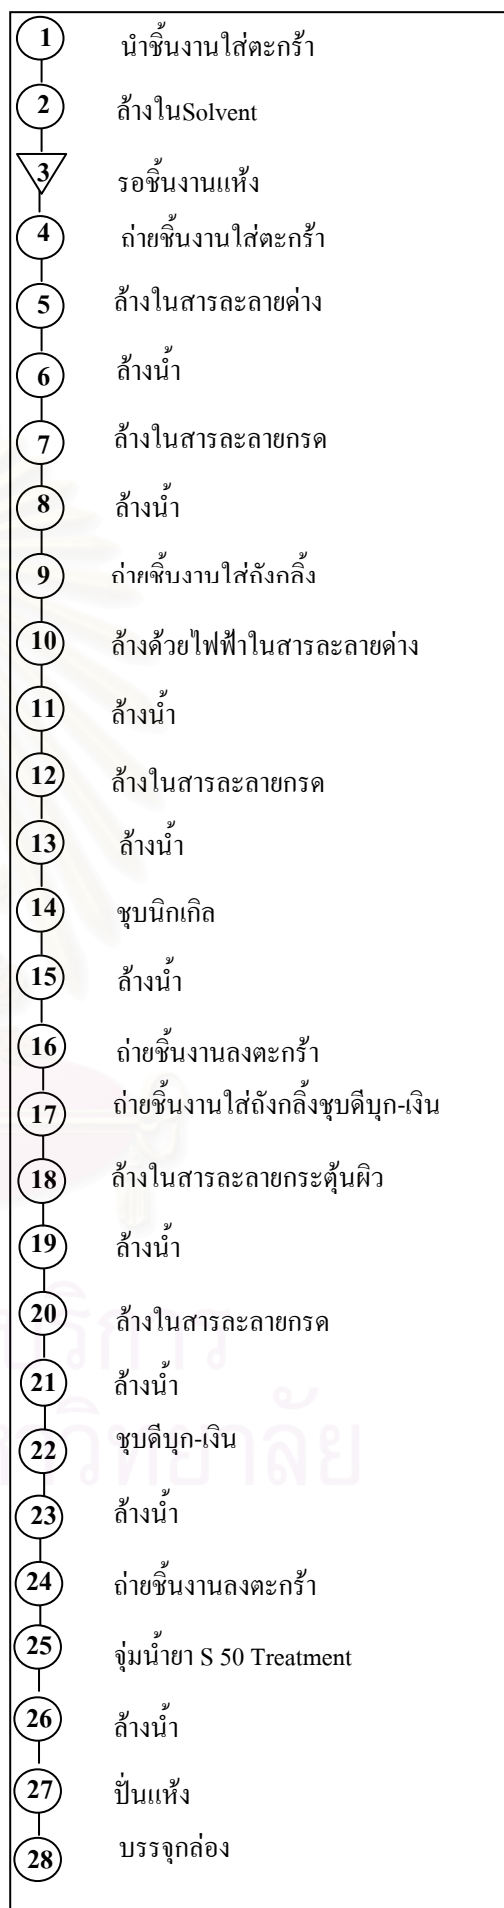 1 นำชิ้นงานใส่ตะกร้า
2 ล้างในSolvent
3 รอชิ้นงานแห้ง
4 ถ่ายชิ้นงานใส่ตะกร้า
5 ล้างในสารละลายด่าง
6 ล้างน้ำ
7 ล้างในสารละลายกรด
8 ล้างน้ำ
9 ถ่ายชิ้นงานใส่ถังกลิ้ง
10 ล้างด้วยไฟฟ้าในสารละลายด่าง
11 ล้างน้ำ
12 ล้างในสารละลายกรด
13 ล้างน้ำ
14 ชุบนิกเกิล
15 ล้างน้ำ
16 ถ่ายชิ้นงานลงตะกร้า
17 ถ่ายชิ้นงานใส่ถังกลิ้งชุบดีบุก-เงิน
18 ล้างในสารละลายกระตุ้นผิว
19 ล้างน้ำ
20 ล้างในสารละลายกรด
21 ล้างน้ำ
22 ชุบดีบุก-เงิน
23 ล้างน้ำ
24 ถ่ายชิ้นงานลงตะกร้า
25 จุ่มน้ำยา S 50 Treatment
26 ล้างน้ำ
27 ปั่นแห้ง
28 บรรจุกล่อง